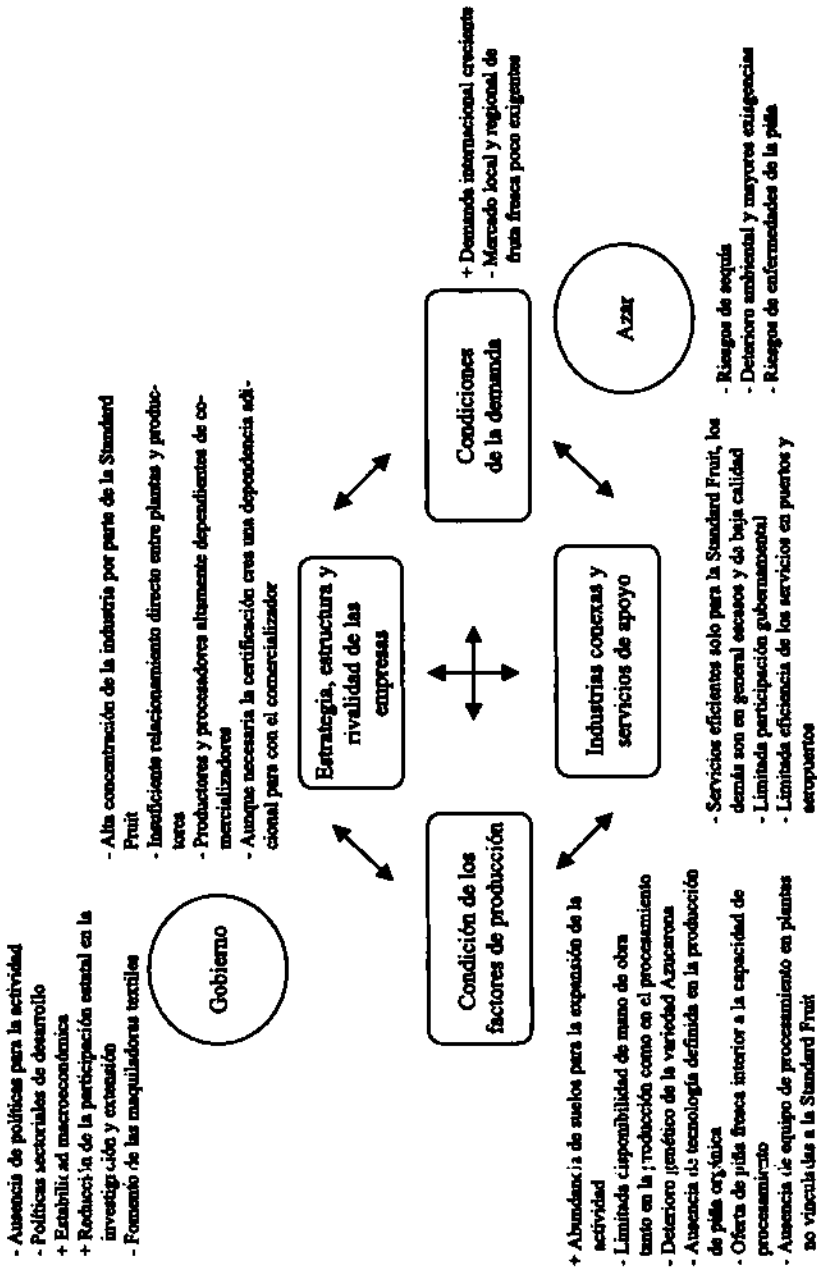 - Ausencia de políticas para la actividad
- Políticas sectoriales de desarrollo
+ Estabilidad macroeconómica
+ Reducción de la participación estatal en la
investigación y extensión
- Fomento de las maquiladoras textiles
Gobierno
- Alta concentración de la industria por parte de la Standard
Fruit
- Insuficiente relacionamiento directo entre plantas y produc-
tores
- Productores y procesadores altamente dependientes de co-
mercializadores
- Aunque necesaria la certificación crea una dependencia adi-
cional para con el comercializador
Estrategia, estructura y
rivalidad de las
empresas
Condición de los
factores de producción
Condiciones
de la demanda
+ Demanda internacional creciente
- Mercado local y regional de
fruta fresca poco exigentes
Industrias conexas y
servicios de apoyo
Azar
+ Abundancia de suelos para la expansión de la
actividad
- Limitada disponibilidad de mano de obra
tanto en la producción como en el procesamiento
- Deterioro genético de la variedad Azucarona
- Ausencia de tecnología definida en la producción
de piña orgánica
- Oferta de piña fresca inferior a la capacidad de
procesamiento
- Ausencia de equipo de procesamiento en plantas
no vinculadas a la Standard Fruit
- Servicios eficientes solo para la Standard Fruit, los
demás son en general escasos y de baja calidad
- Limitada participación gubernamental
- Limitada eficiencia de los servicios en puertos y
aeropuertos
- Riesgos de sequía
- Deterioro ambiental y mayores exisgencias
- Riesgos de enfermedades de la piña